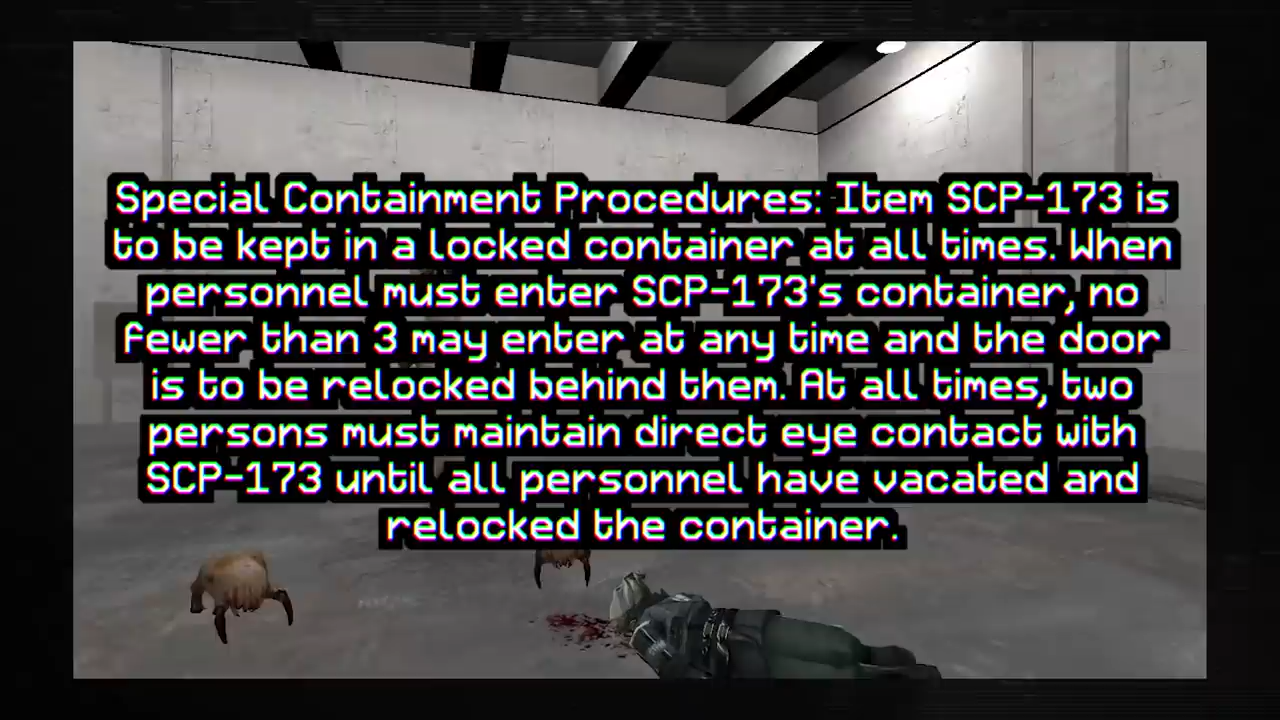 Special Containment Procedures: Item SCP-173 is
to be kept in a locked container at all times. When
personnel must enter SCP-173's container, no
fewer than 3 may enter at any time and the door
is to be relocked behind them. At all times, two
persons must maintain direct eye contact with
SCP-173 until all personnel have vacated and
relocked the container.